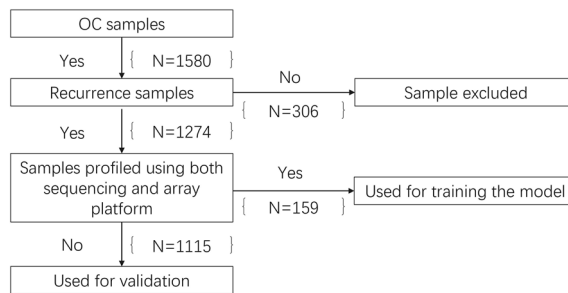 OC samples
Yes { N=1580 }
No
Recurrence samples
Sample excluded
{ N=306 }
Yes { N=1274 }
Samples profiled using both
sequencing and array
platform
Yes
Used for training the model
{ N=159 }
No { N=1115 }
Used for validation